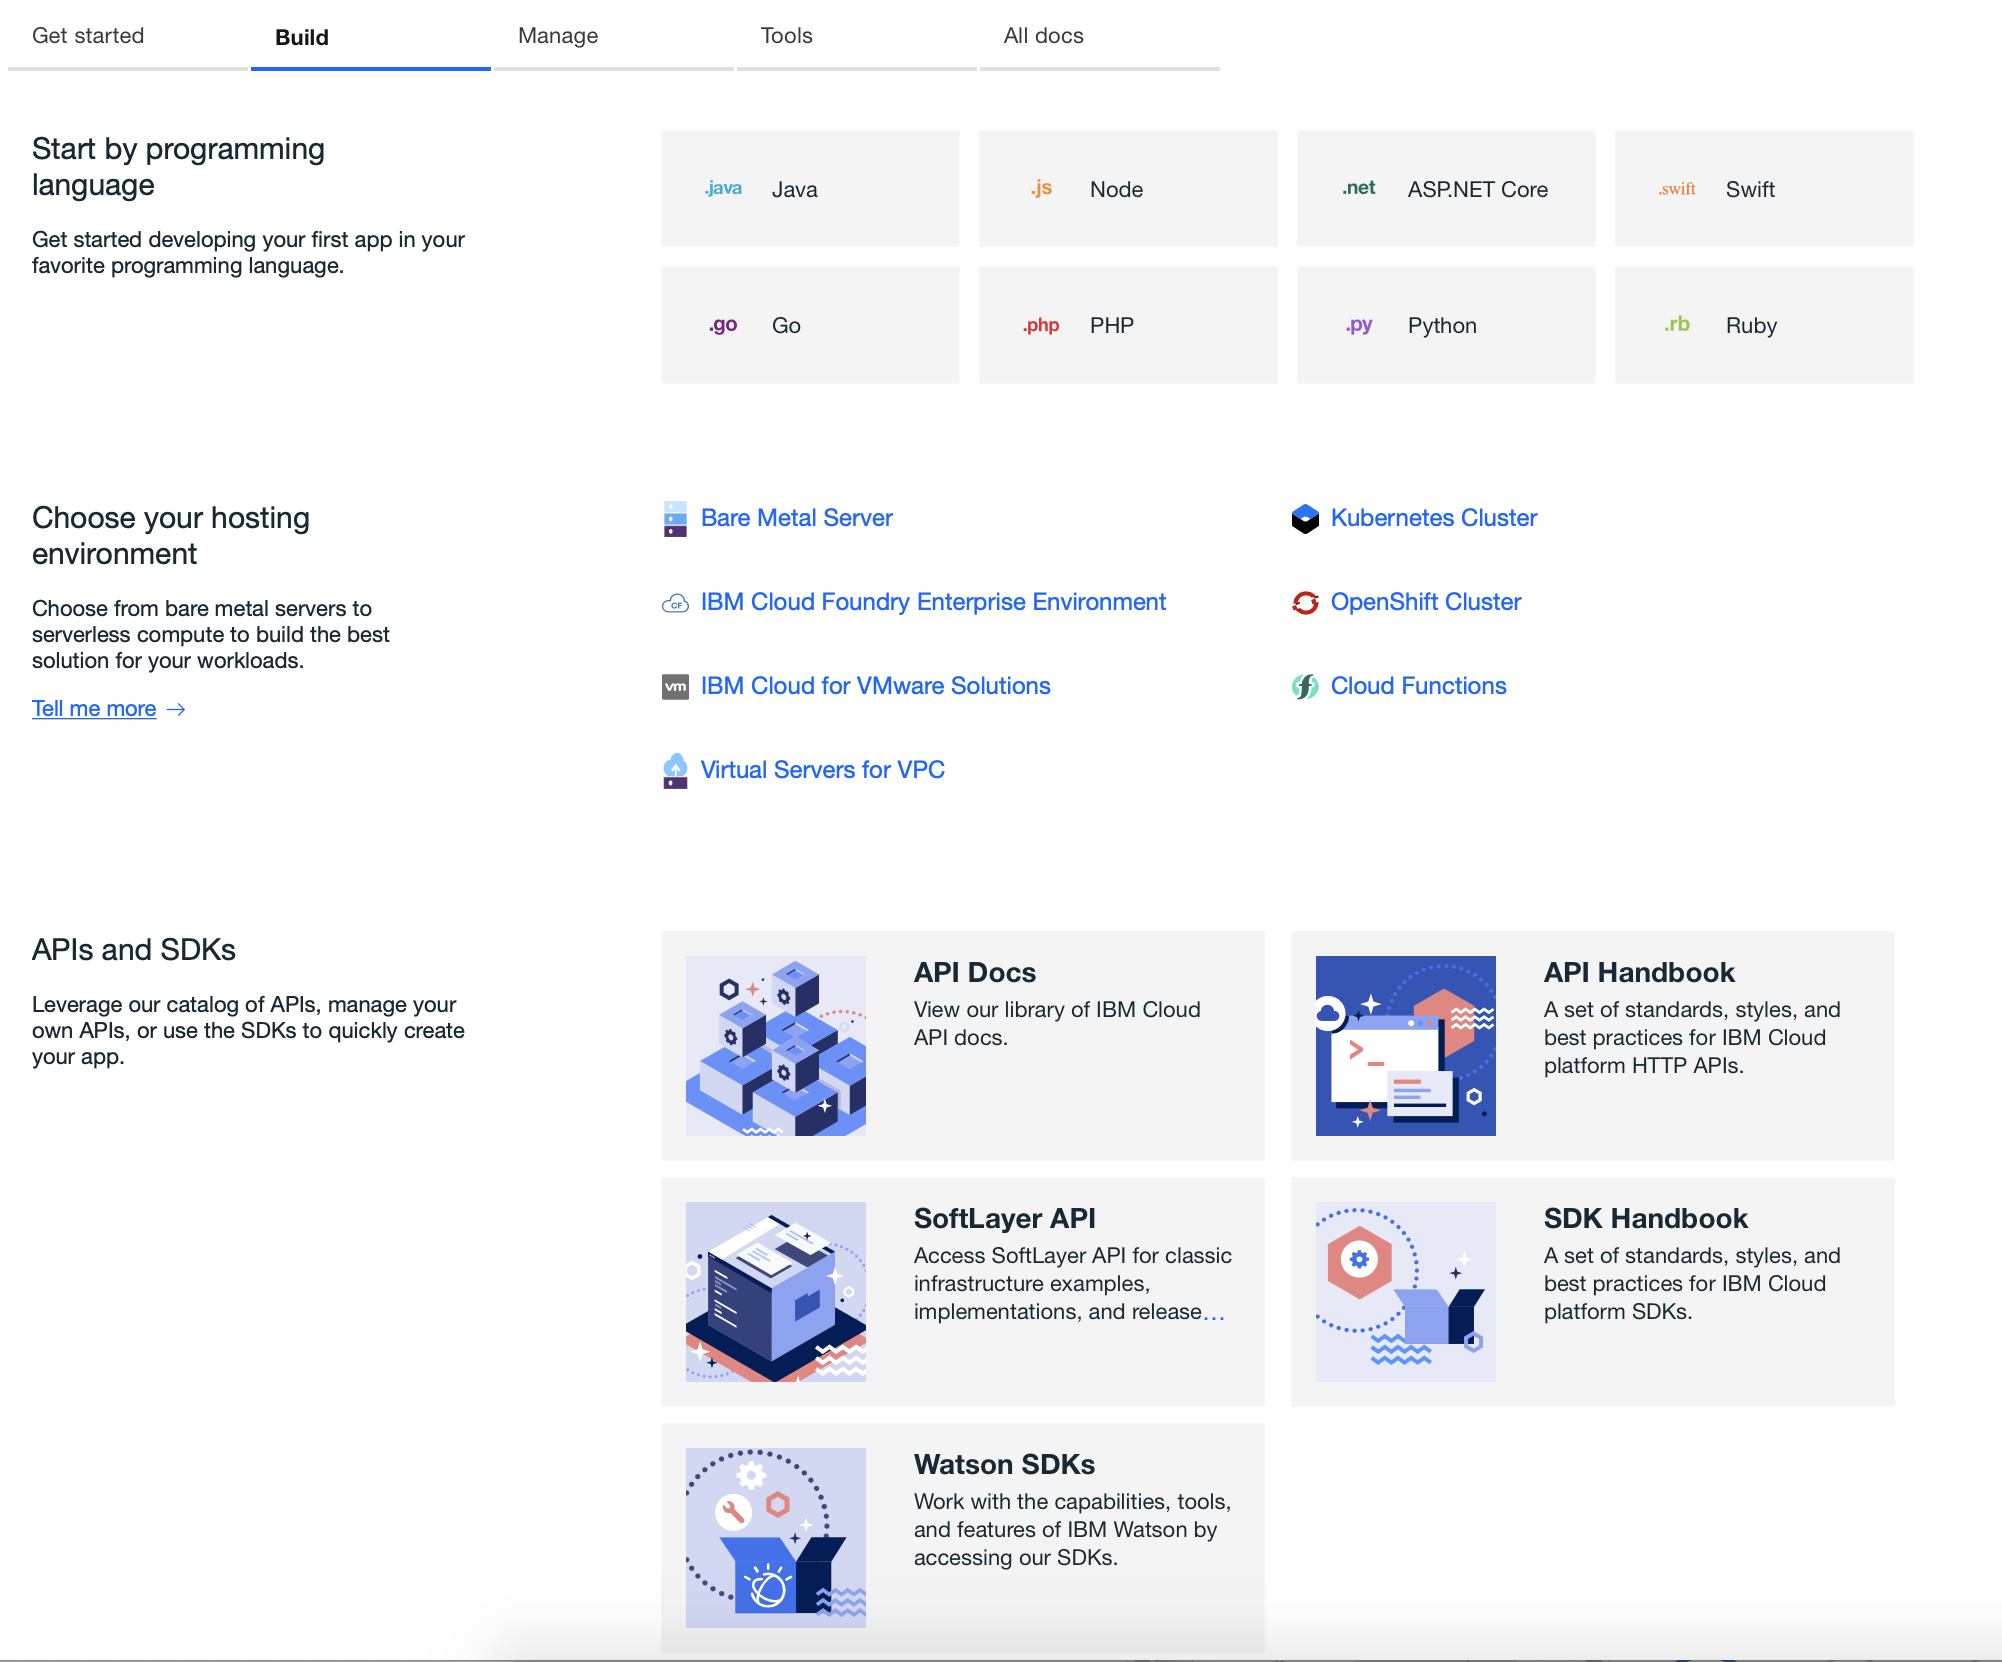 Get started
Build
Manage
Tools
All docs
Start by programming
language
Get started developing your first app in your
favorite programming language.
.java Java
.js Node
.net ASP.NET Core
.swift Swift
.go Go
.php PHP
.py Python
.rb Ruby
Choose your hosting
environment
Choose from bare metal servers to
serverless compute to build the best
solution for your workloads.
Tell me more →
Bare Metal Server
Kubernetes Cluster
CF IBM Cloud Foundry Enterprise Environment
OpenShift Cluster
vm IBM Cloud for VMware Solutions
Cloud Functions
Virtual Servers for VPC
APIs and SDKs
Leverage our catalog of APIs, manage your
own APIs, or use the SDKs to quickly create
your app.
API Docs
View our library of IBM Cloud
API docs.
API Handbook
A set of standards, styles, and
best practices for IBM Cloud
platform HTTP APIs.
SoftLayer API
Access SoftLayer API for classic
infrastructure examples,
implementations, and release...
SDK Handbook
A set of standards, styles, and
best practices for IBM Cloud
platform SDKs.
Watson SDKs
Work with the capabilities, tools,
and features of IBM Watson by
accessing our SDKs.